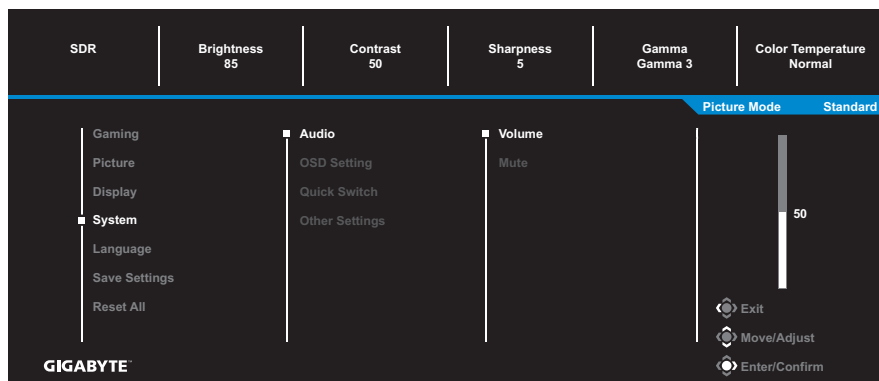 SDR
Brightness
85
Contrast
50
Sharpness
5
Gamma
Gamma 3
Color Temperature
Normal
Picture Mode Standard
Gaming
Picture
Display
System
Language
Save Settings
Reset All
Audio
OSD Setting
Quick Switch
Other Settings
Volume
Mute
50
Exit
Move/Adjust
Enter/Confirm
GIGABYTE™